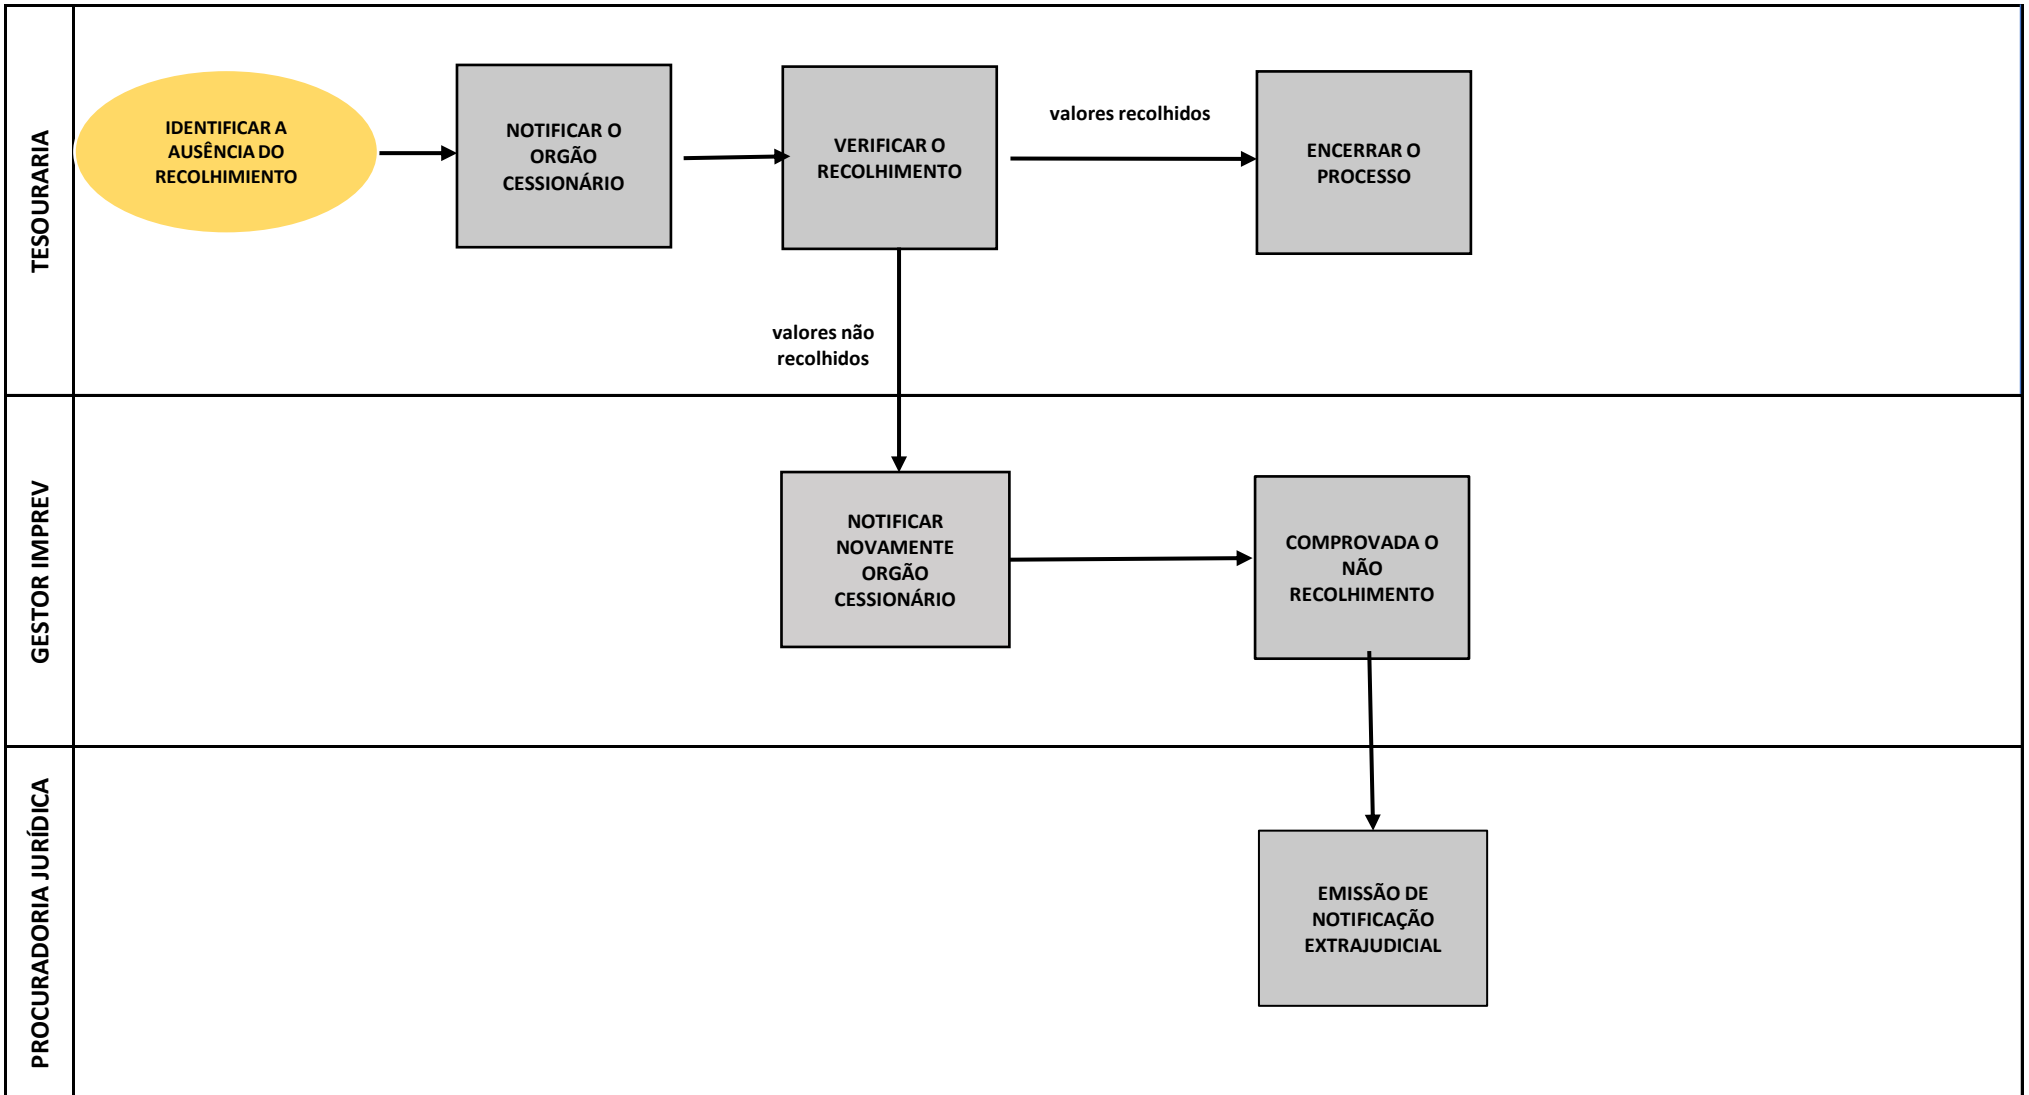 TESOURARIA
IDENTIFICAR A
AUSÊNCIA DO
RECOLHIMIENTO
NOTIFICAR O
ORGÃO
CESSIONÁRIO
VERIFICAR O
RECOLHIMENTO
valores recolhidos
ENCERRAR O
PROCESSO
valores não
recolhidos
GESTOR IMPREV
NOTIFICAR
NOVAMENTE
ORGÃO
CESSIONÁRIO
COMPROVADA O
NÃO
RECOLHIMENTO
PROCURADORIA JURÍDICA
EMISSÃO DE
NOTIFICAÇÃO
EXTRAJUDICIAL